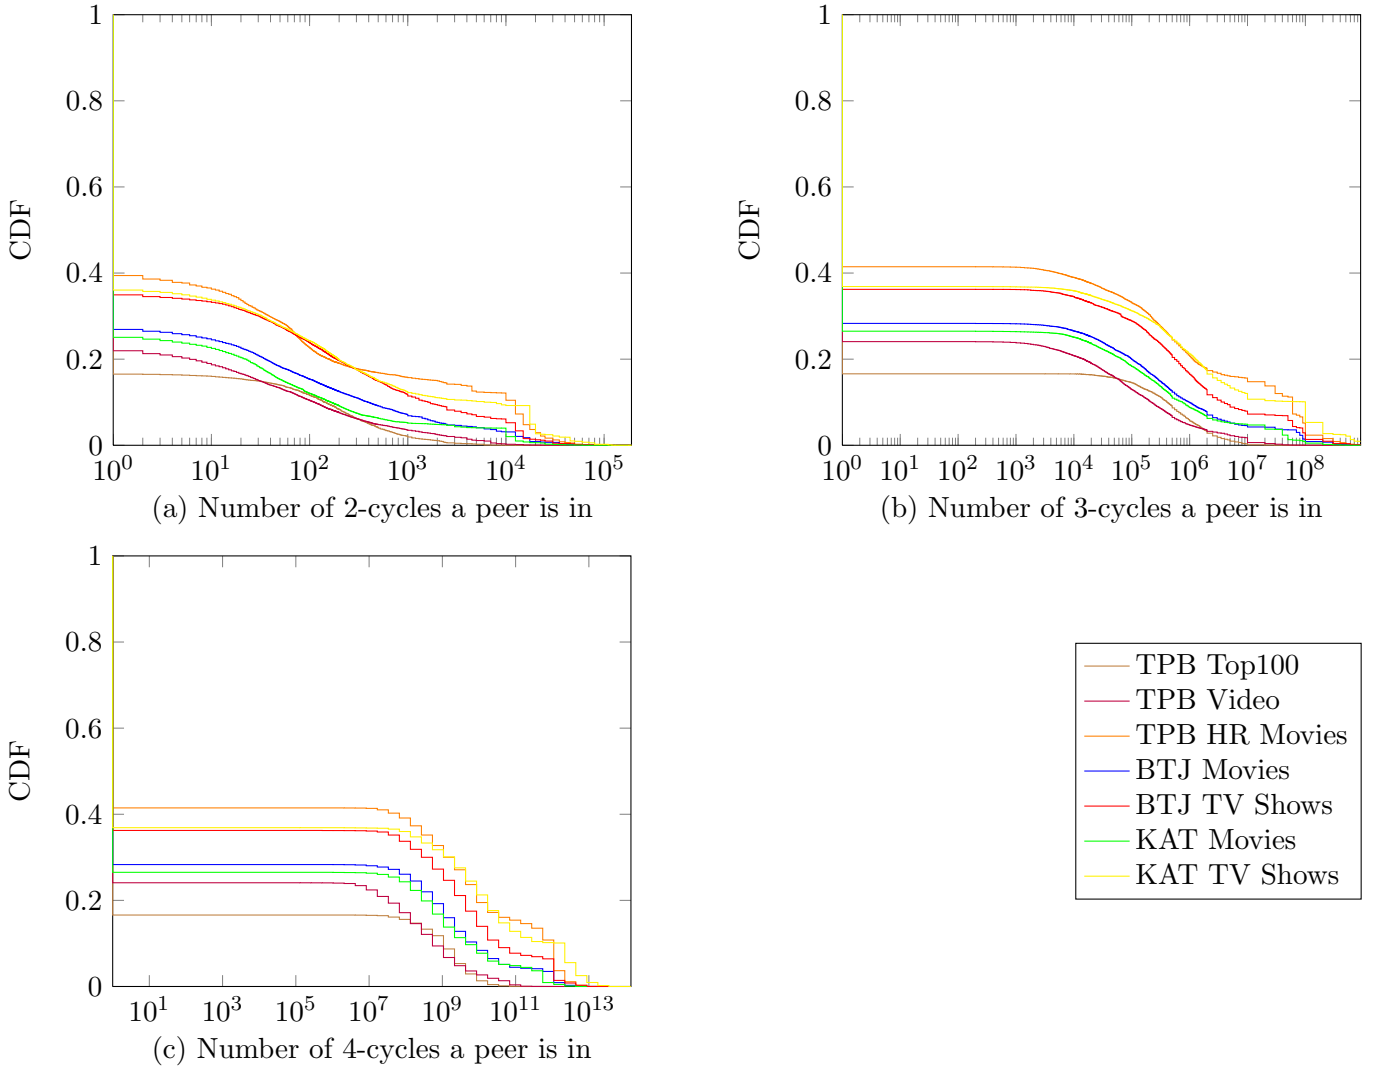 1
0.8
0.6
0.4
0.2
0
CDF
10^0 10^1 10^2 10^3 10^4 10^5
(a) Number of 2-cycles a peer is in
1
0.8
0.6
0.4
0.2
0
CDF
10^0 10^1 10^2 10^3 10^4 10^5 10^6 10^7 10^8
(b) Number of 3-cycles a peer is in
1
0.8
0.6
0.4
0.2
0
CDF
10^1 10^3 10^5 10^7 10^9 10^11 10^13
(c) Number of 4-cycles a peer is in
TPB Top100
TPB Video
TPB HR Movies
BTJ Movies
BTJ TV Shows
KAT Movies
KAT TV Shows